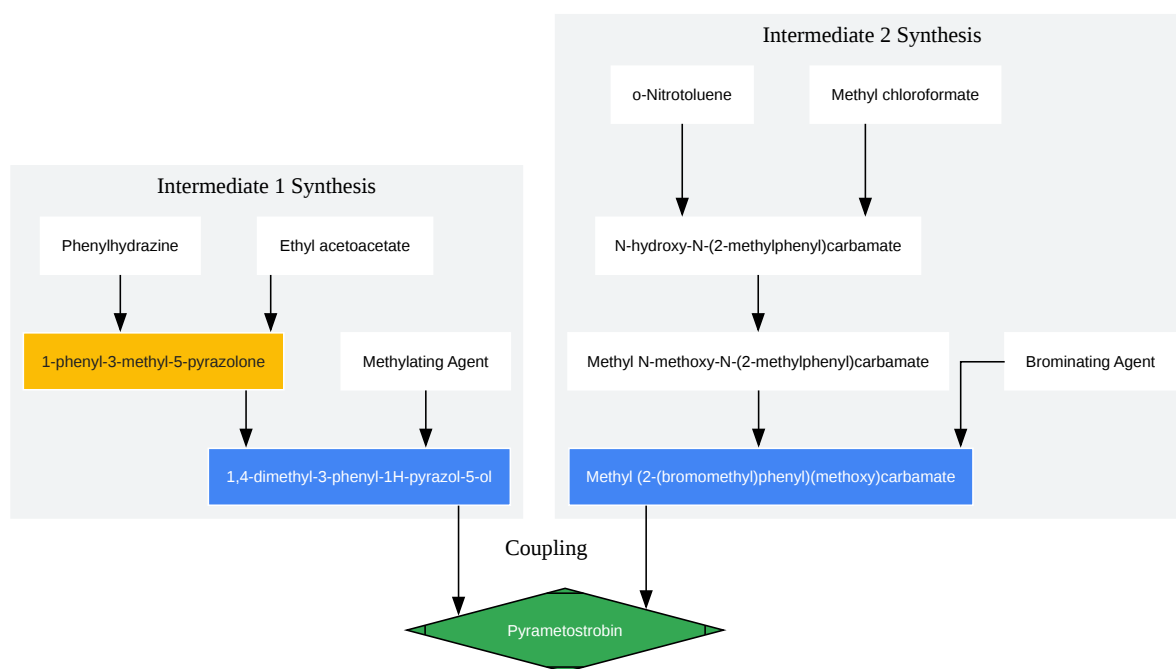 Intermediate 2 Synthesis
o-Nitrotoluene
Methyl chloroformate
Intermediate 1 Synthesis
Phenylhydrazine
Ethyl acetoacetate
N-hydroxy-N-(2-methylphenyl)carbamate
1-phenyl-3-methyl-5-pyrazolone
Methylating Agent
Methyl N-methoxy-N-(2-methylphenyl)carbamate
Brominating Agent
1,4-dimethyl-3-phenyl-1H-pyrazol-5-ol
Methyl (2-(bromomethyl)phenyl)(methoxy)carbamate
Coupling
Pyrametostrobin